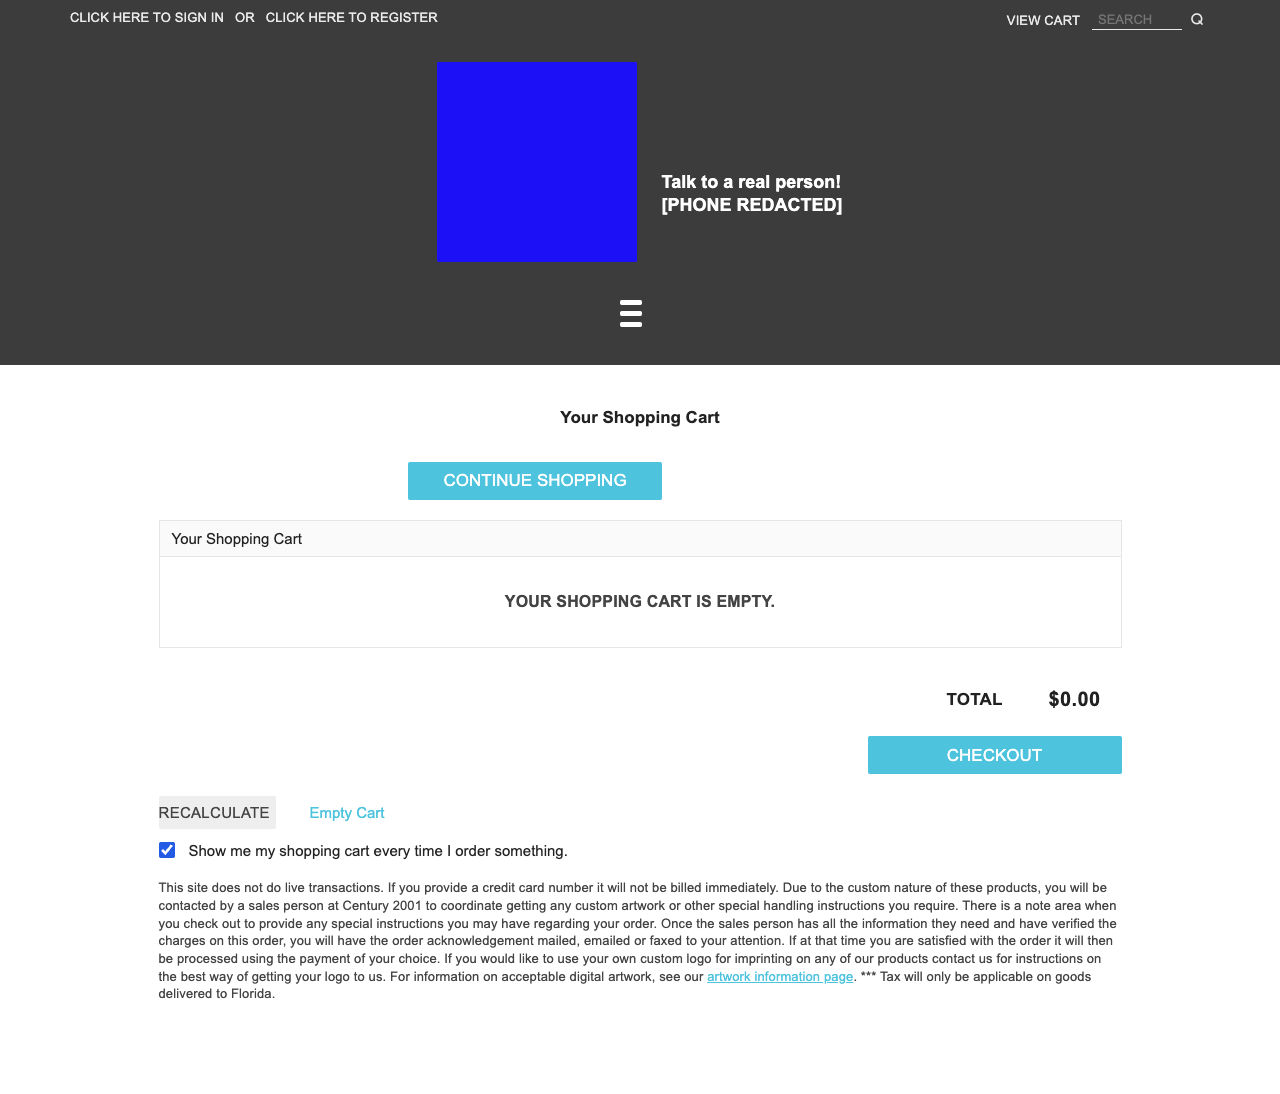 CLICK HERE TO SIGN IN OR CLICK HERE TO REGISTER
VIEW CART SEARCH
Talk to a real person!
[PHONE REDACTED]
Your Shopping Cart
CONTINUE SHOPPING
Your Shopping Cart
YOUR SHOPPING CART IS EMPTY.
TOTAL $0.00
CHECKOUT
RECALCULATE Empty Cart
Show me my shopping cart every time I order something.
This site does not do live transactions. If you provide a credit card number it will not be billed immediately. Due to the custom nature of these products, you will be
contacted by a sales person at Century 2001 to coordinate getting any custom artwork or other special handling instructions you require. There is a note area when
you check out to provide any special instructions you may have regarding your order. Once the sales person has all the information they need and have verified the
charges on this order, you will have the order acknowledgement mailed, emailed or faxed to your attention. If at that time you are satisfied with the order it will then
be processed using the payment of your choice. If you would like to use your own custom logo for imprinting on any of our products contact us for instructions on
the best way of getting your logo to us. For information on acceptable digital artwork, see our artwork information page. *** Tax will only be applicable on goods
delivered to Florida.